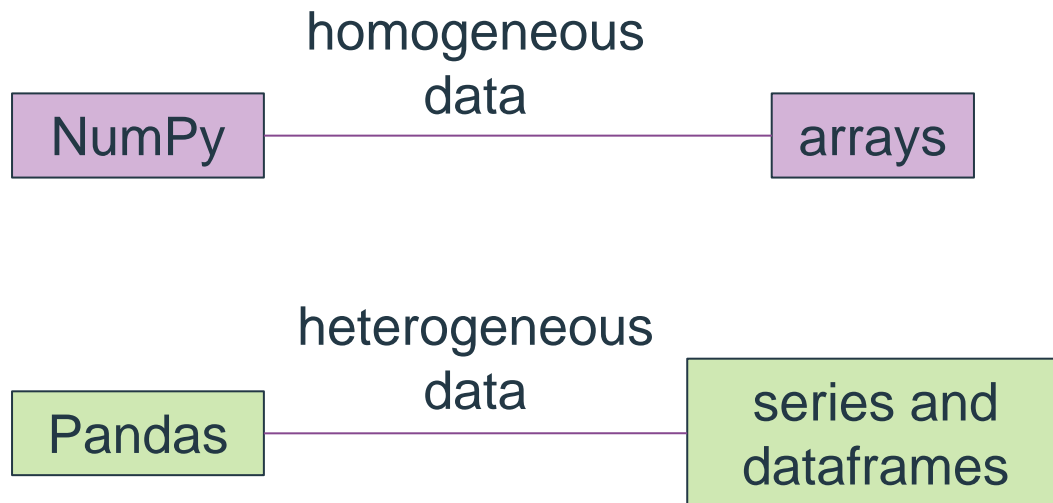 homogeneous
data
NumPy
arrays
heterogeneous
data
Pandas
series and
dataframes